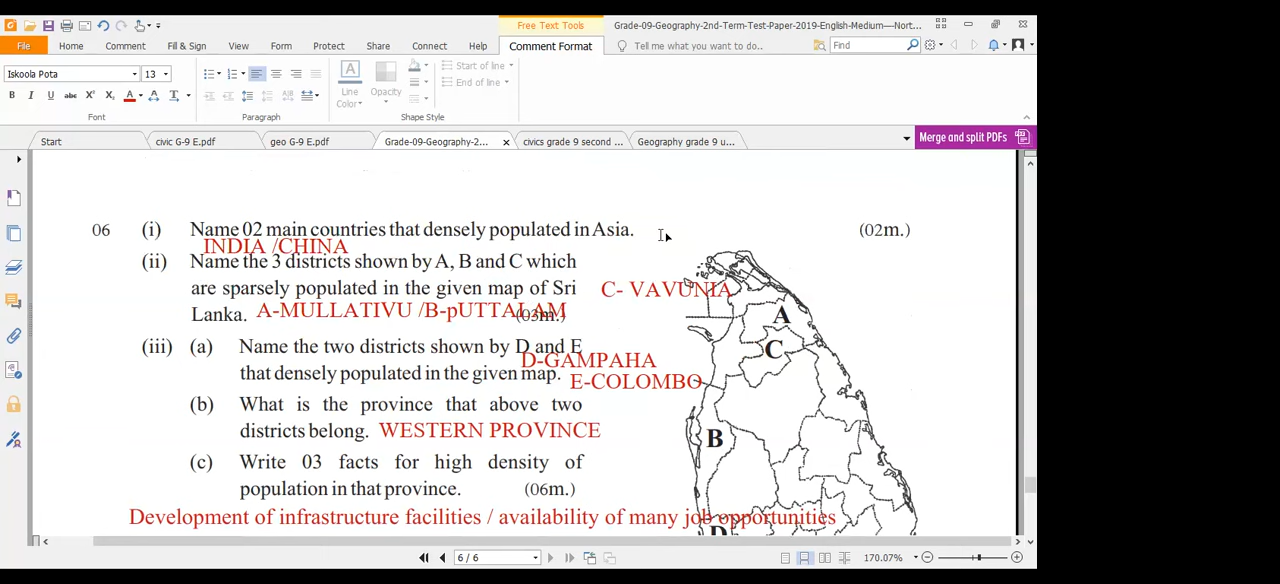 Free Text Tools
Grade-09-Geography-2nd-Term-Test-Paper-2019-English-Medium—Nort...
File Home Comment Fill & Sign View Form Protect Share Connect Help Comment Format Tell me what you want to do.. Find
Iskoola Pota 13 Start of line
End of line
B I U abc X² X₂ A A T Line Color Opacity
Font Paragraph Shape Style
Start civic G-9 E.pdf geo G-9 E.pdf Grade-09-Geography-2... civics grade 9 second ... Geography grade 9 u... Merge and split PDFs
06 (i) Name 02 main countries that densely populated in Asia. (02m.)
INDIA /CHINA
(ii) Name the 3 districts shown by A, B and C which
are sparsely populated in the given map of Sri
C- VAVUNIA
Lanka. (03m.)
A-MULLATIVU /B-pUTTALAM
A
(iii) (a) Name the two districts shown by D and E
C
D-GAMPAHA
that densely populated in the given map.
E-COLOMBO
(b) What is the province that above two
districts belong. WESTERN PROVINCE
B
(c) Write 03 facts for high density of
population in that province. (06m.)
Development of infrastructure facilities / availability of many job opportunities
D
6 / 6 170.07%